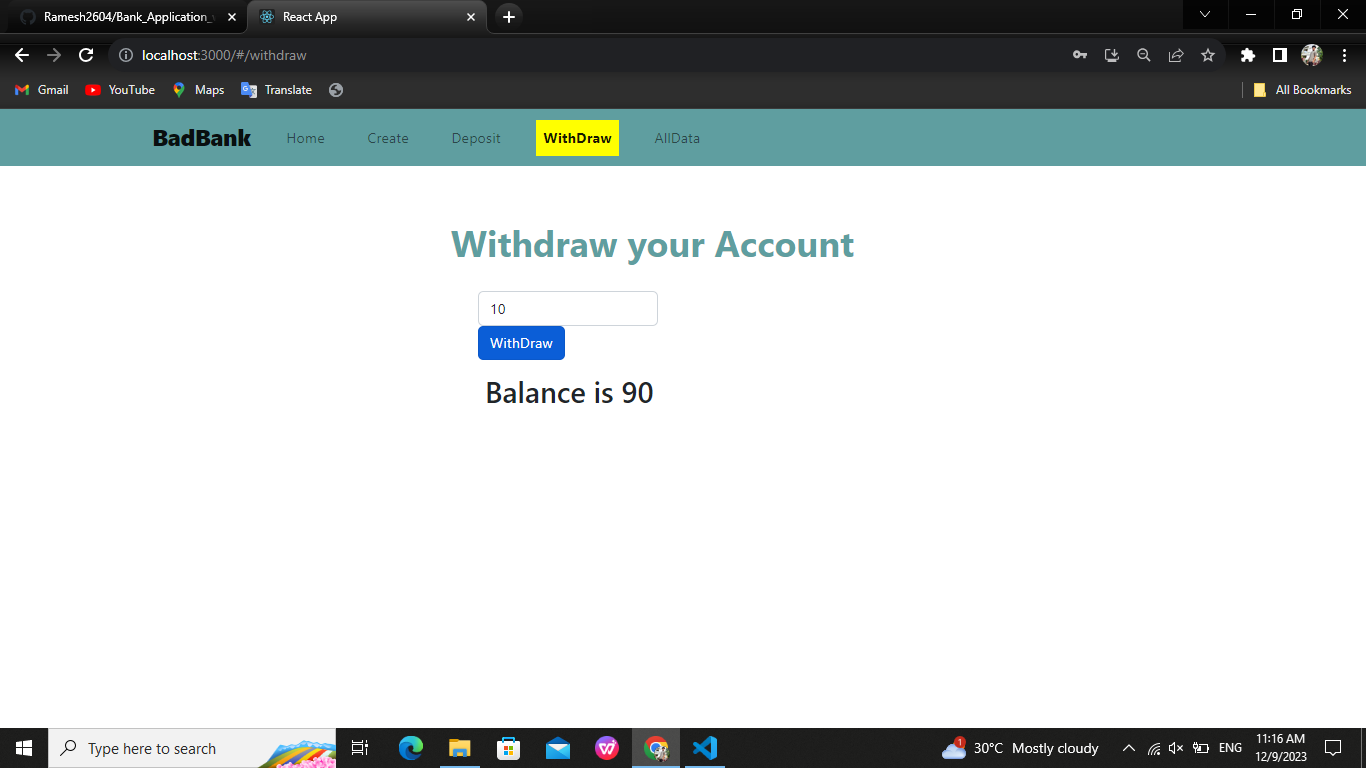 Ramesh2604/Bank_Application_
React App
localhost:3000/#/withdraw
Gmail YouTube Maps Translate All Bookmarks
BadBank Home Create Deposit WithDraw AllData
Withdraw your Account
10
WithDraw
Balance is 90
Type here to search
1
30°C Mostly cloudy
ENG
11:16 AM
12/9/2023